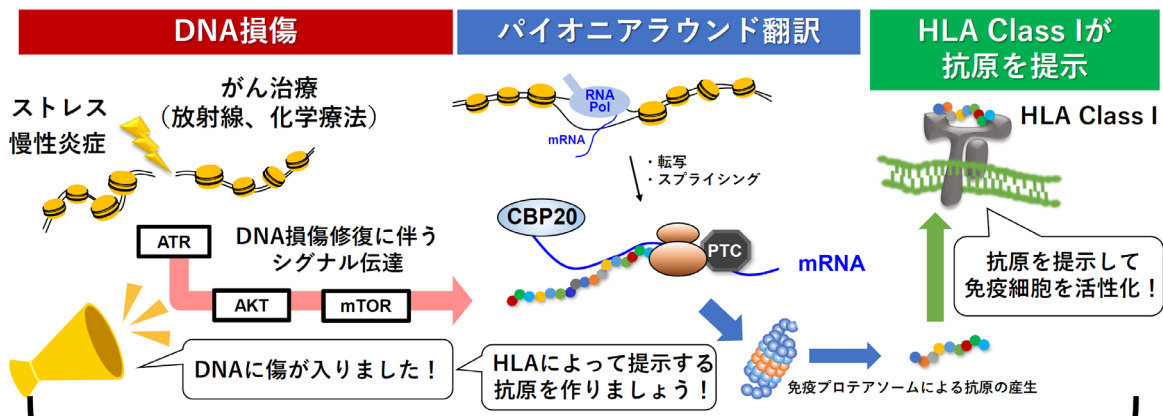 DNA損傷
パイオニアラウンド翻訳
HLA Class Iが
抗原を提示
ストレス
慢性炎症
がん治療
（放射線、化学療法）
RNA
Pol
mRNA
・転写
・スプライシング
HLA Class I
ATR
DNA損傷修復に伴う
シグナル伝達
AKT
mTOR
CBP20
PTC
mRNA
抗原を提示して
免疫細胞を活性化！
DNAに傷が入りました！
HLAによって提示する
抗原を作りましょう！
免疫プロテアソームによる抗原の産生